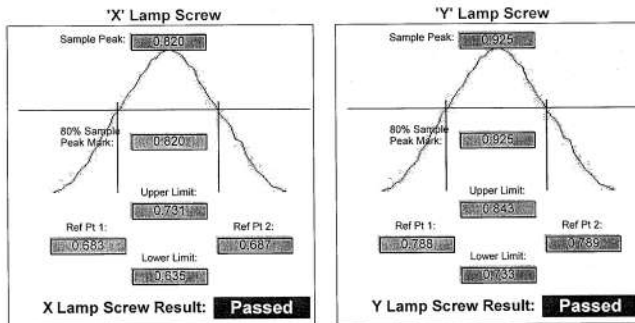 'X' Lamp Screw
Sample Peak: 0.820
80% Sample
Peak Mark: 0.820
Upper Limit:
0.731
Ref Pt 1:
0.683
Ref Pt 2:
0.687
Lower Limit:
0.635
X Lamp Screw Result: Passed
'Y' Lamp Screw
Sample Peak: 0.925
80% Sample
Peak Mark: 0.925
Upper Limit:
0.843
Ref Pt 1:
0.788
Ref Pt 2:
0.789
Lower Limit:
0.733
Y Lamp Screw Result: Passed